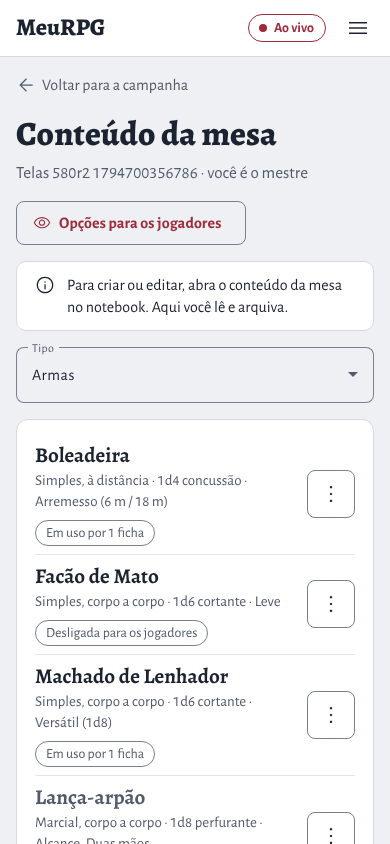 MeuRPG
Ao vivo
Voltar para a campanha
Conteúdo da mesa
Telas 580r2 1794700356786 · você é o mestre
Opções para os jogadores
Para criar ou editar, abra o conteúdo da mesa
no notebook. Aqui você lê e arquiva.
Tipo
Armas
Boleadeira
Simples, à distância · 1d4 concussão ·
Arremesso (6 m / 18 m)
Em uso por 1 ficha
Facão de Mato
Simples, corpo a corpo · 1d6 cortante · Leve
Desligada para os jogadores
Machado de Lenhador
Simples, corpo a corpo · 1d6 cortante ·
Versátil (1d8)
Em uso por 1 ficha
Lança-arpão
Marcial, corpo a corpo · 1d8 perfurante ·
Alcance, Duas mãos